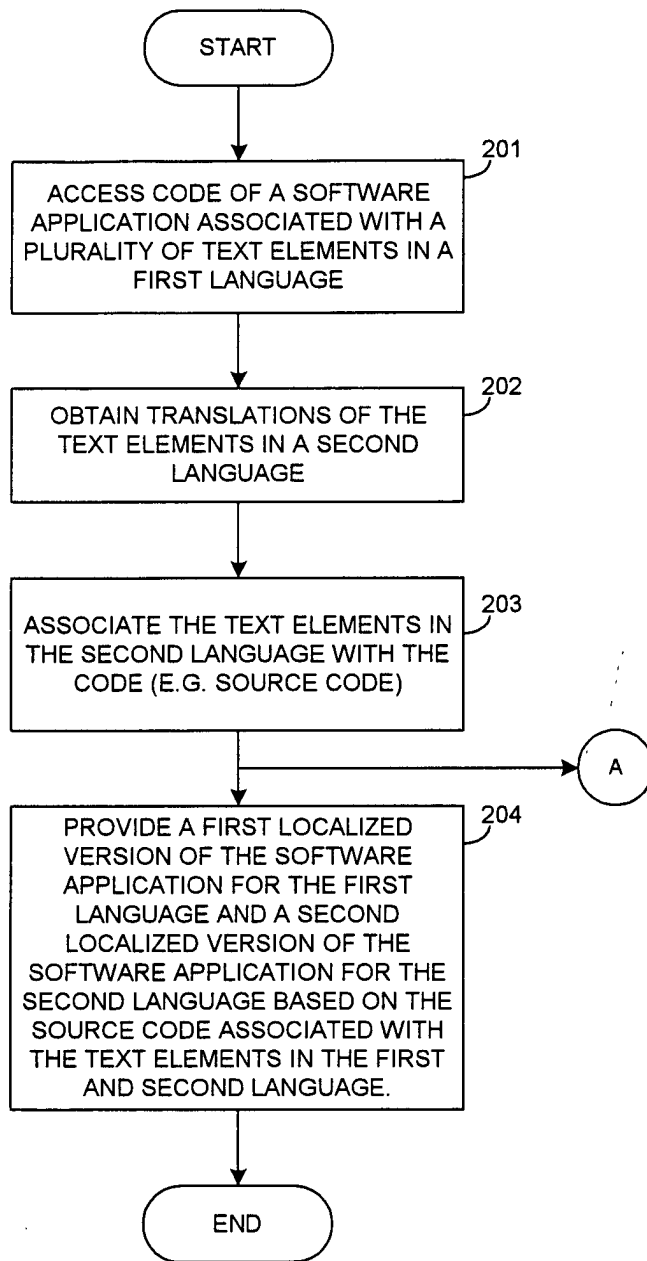 START
201
ACCESS CODE OF A SOFTWARE
APPLICATION ASSOCIATED WITH A
PLURALITY OF TEXT ELEMENTS IN A
FIRST LANGUAGE
202
OBTAIN TRANSLATIONS OF THE
TEXT ELEMENTS IN A SECOND
LANGUAGE
203
ASSOCIATE THE TEXT ELEMENTS IN
THE SECOND LANGUAGE WITH THE
CODE (E.G. SOURCE CODE)
A
204
PROVIDE A FIRST LOCALIZED
VERSION OF THE SOFTWARE
APPLICATION FOR THE FIRST
LANGUAGE AND A SECOND
LOCALIZED VERSION OF THE
SOFTWARE APPLICATION FOR THE
SECOND LANGUAGE BASED ON THE
SOURCE CODE ASSOCIATED WITH
THE TEXT ELEMENTS IN THE FIRST
AND SECOND LANGUAGE.
END